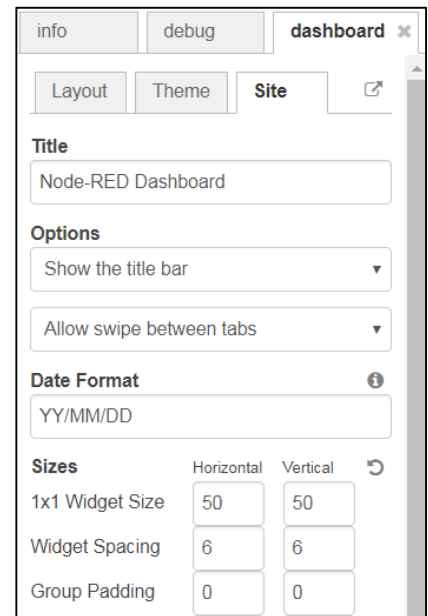 info debug dashboard
Layout Theme Site
Title
Node-RED Dashboard
Options
Show the title bar
Allow swipe between tabs
Date Format
YY/MM/DD
Sizes Horizontal Vertical
1x1 Widget Size 50 50
Widget Spacing 6 6
Group Padding 0 0